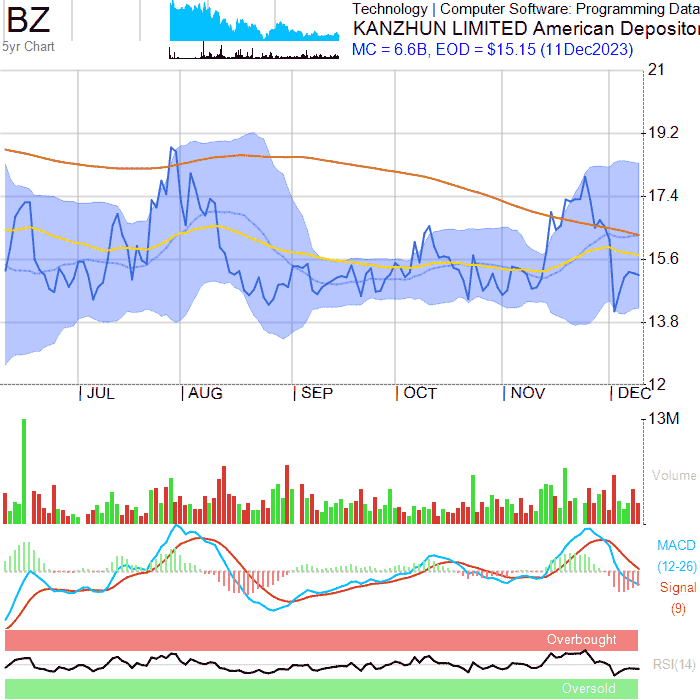 BZ
5yr Chart
Technology | Computer Software: Programming Data
KANZHUN LIMITED American Depositor
MC = 6.6B, EOD = $15.15 (11Dec2023)
21
19.2
17.4
15.6
13.8
12
JUL AUG SEP OCT NOV DEC
13M
Volume
MACD
(12-26)
Signal
(9)
Overbought
RSI(14)
Oversold